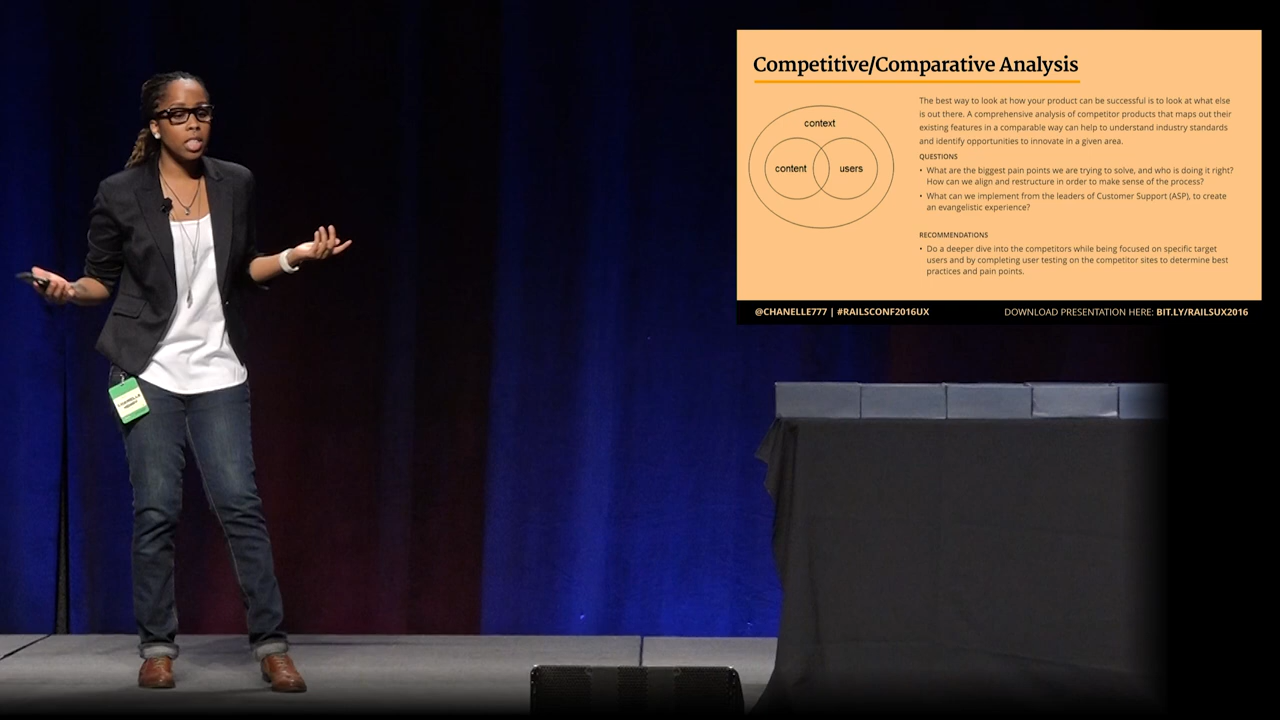 Competitive/Comparative Analysis
context
content
users
The best way to look at how your product can be successful is to look at what else
is out there. A comprehensive analysis of competitor products that maps out their
existing features in a comparable way can help to understand industry standards
and identify opportunities to innovate in a given area.
QUESTIONS
• What are the biggest pain points we are trying to solve, and who is doing it right?
How can we align and restructure in order to make sense of the process?
• What can we implement from the leaders of Customer Support (ASP), to create
an evangelistic experience?
RECOMMENDATIONS
• Do a deeper dive into the competitors while being focused on specific target
users and by completing user testing on the competitor sites to determine best
practices and pain points.
@CHANELLE777 | #RAILSCONF2016UX
DOWNLOAD PRESENTATION HERE: BIT.LY/RAILSUX2016